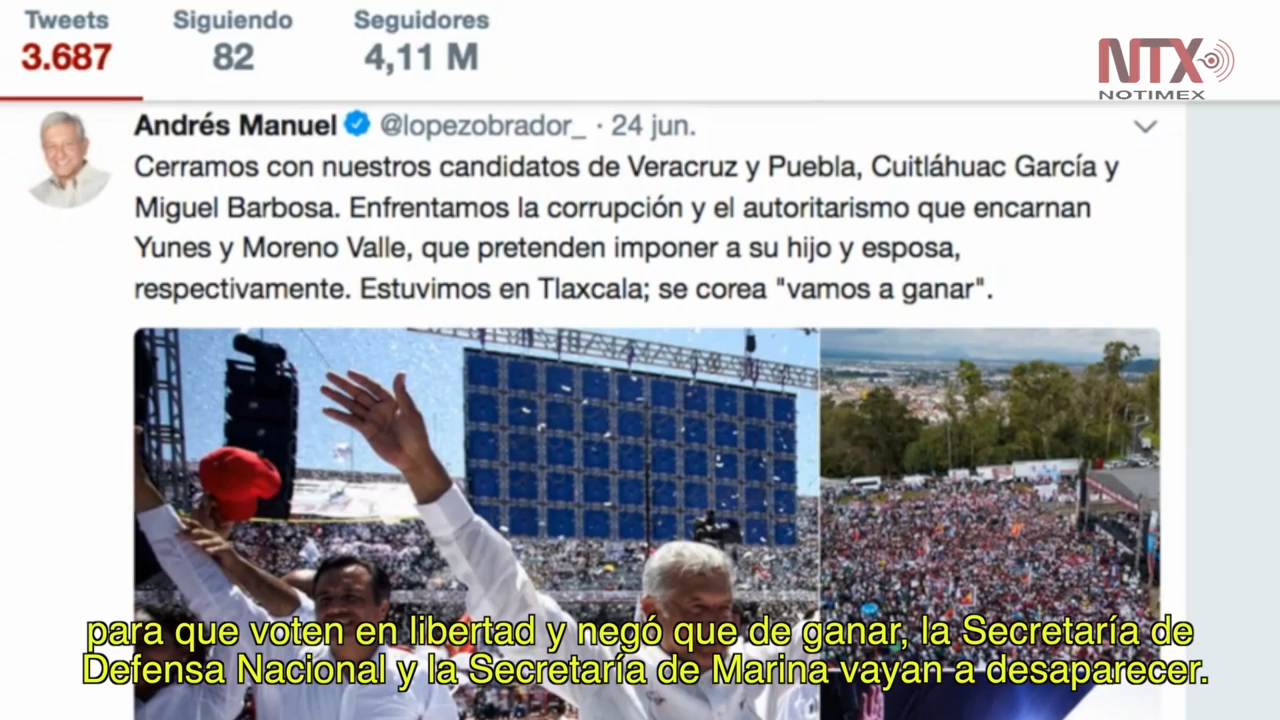 Tweets Siguiendo Seguidores
3.687 82 4,11 M
NTX
NOTIMEX
Andrés Manuel @lopezobrador_ · 24 jun.
Cerramos con nuestros candidatos de Veracruz y Puebla, Cuitláhuac García y
Miguel Barbosa. Enfrentamos la corrupción y el autoritarismo que encarnan
Yunes y Moreno Valle, que pretenden imponer a su hijo y esposa,
respectivamente. Estuvimos en Tlaxcala; se corea "vamos a ganar".
para que voten en libertad y negó que de ganar, la Secretaría de
Defensa Nacional y la Secretaría de Marina vayan a desaparecer.